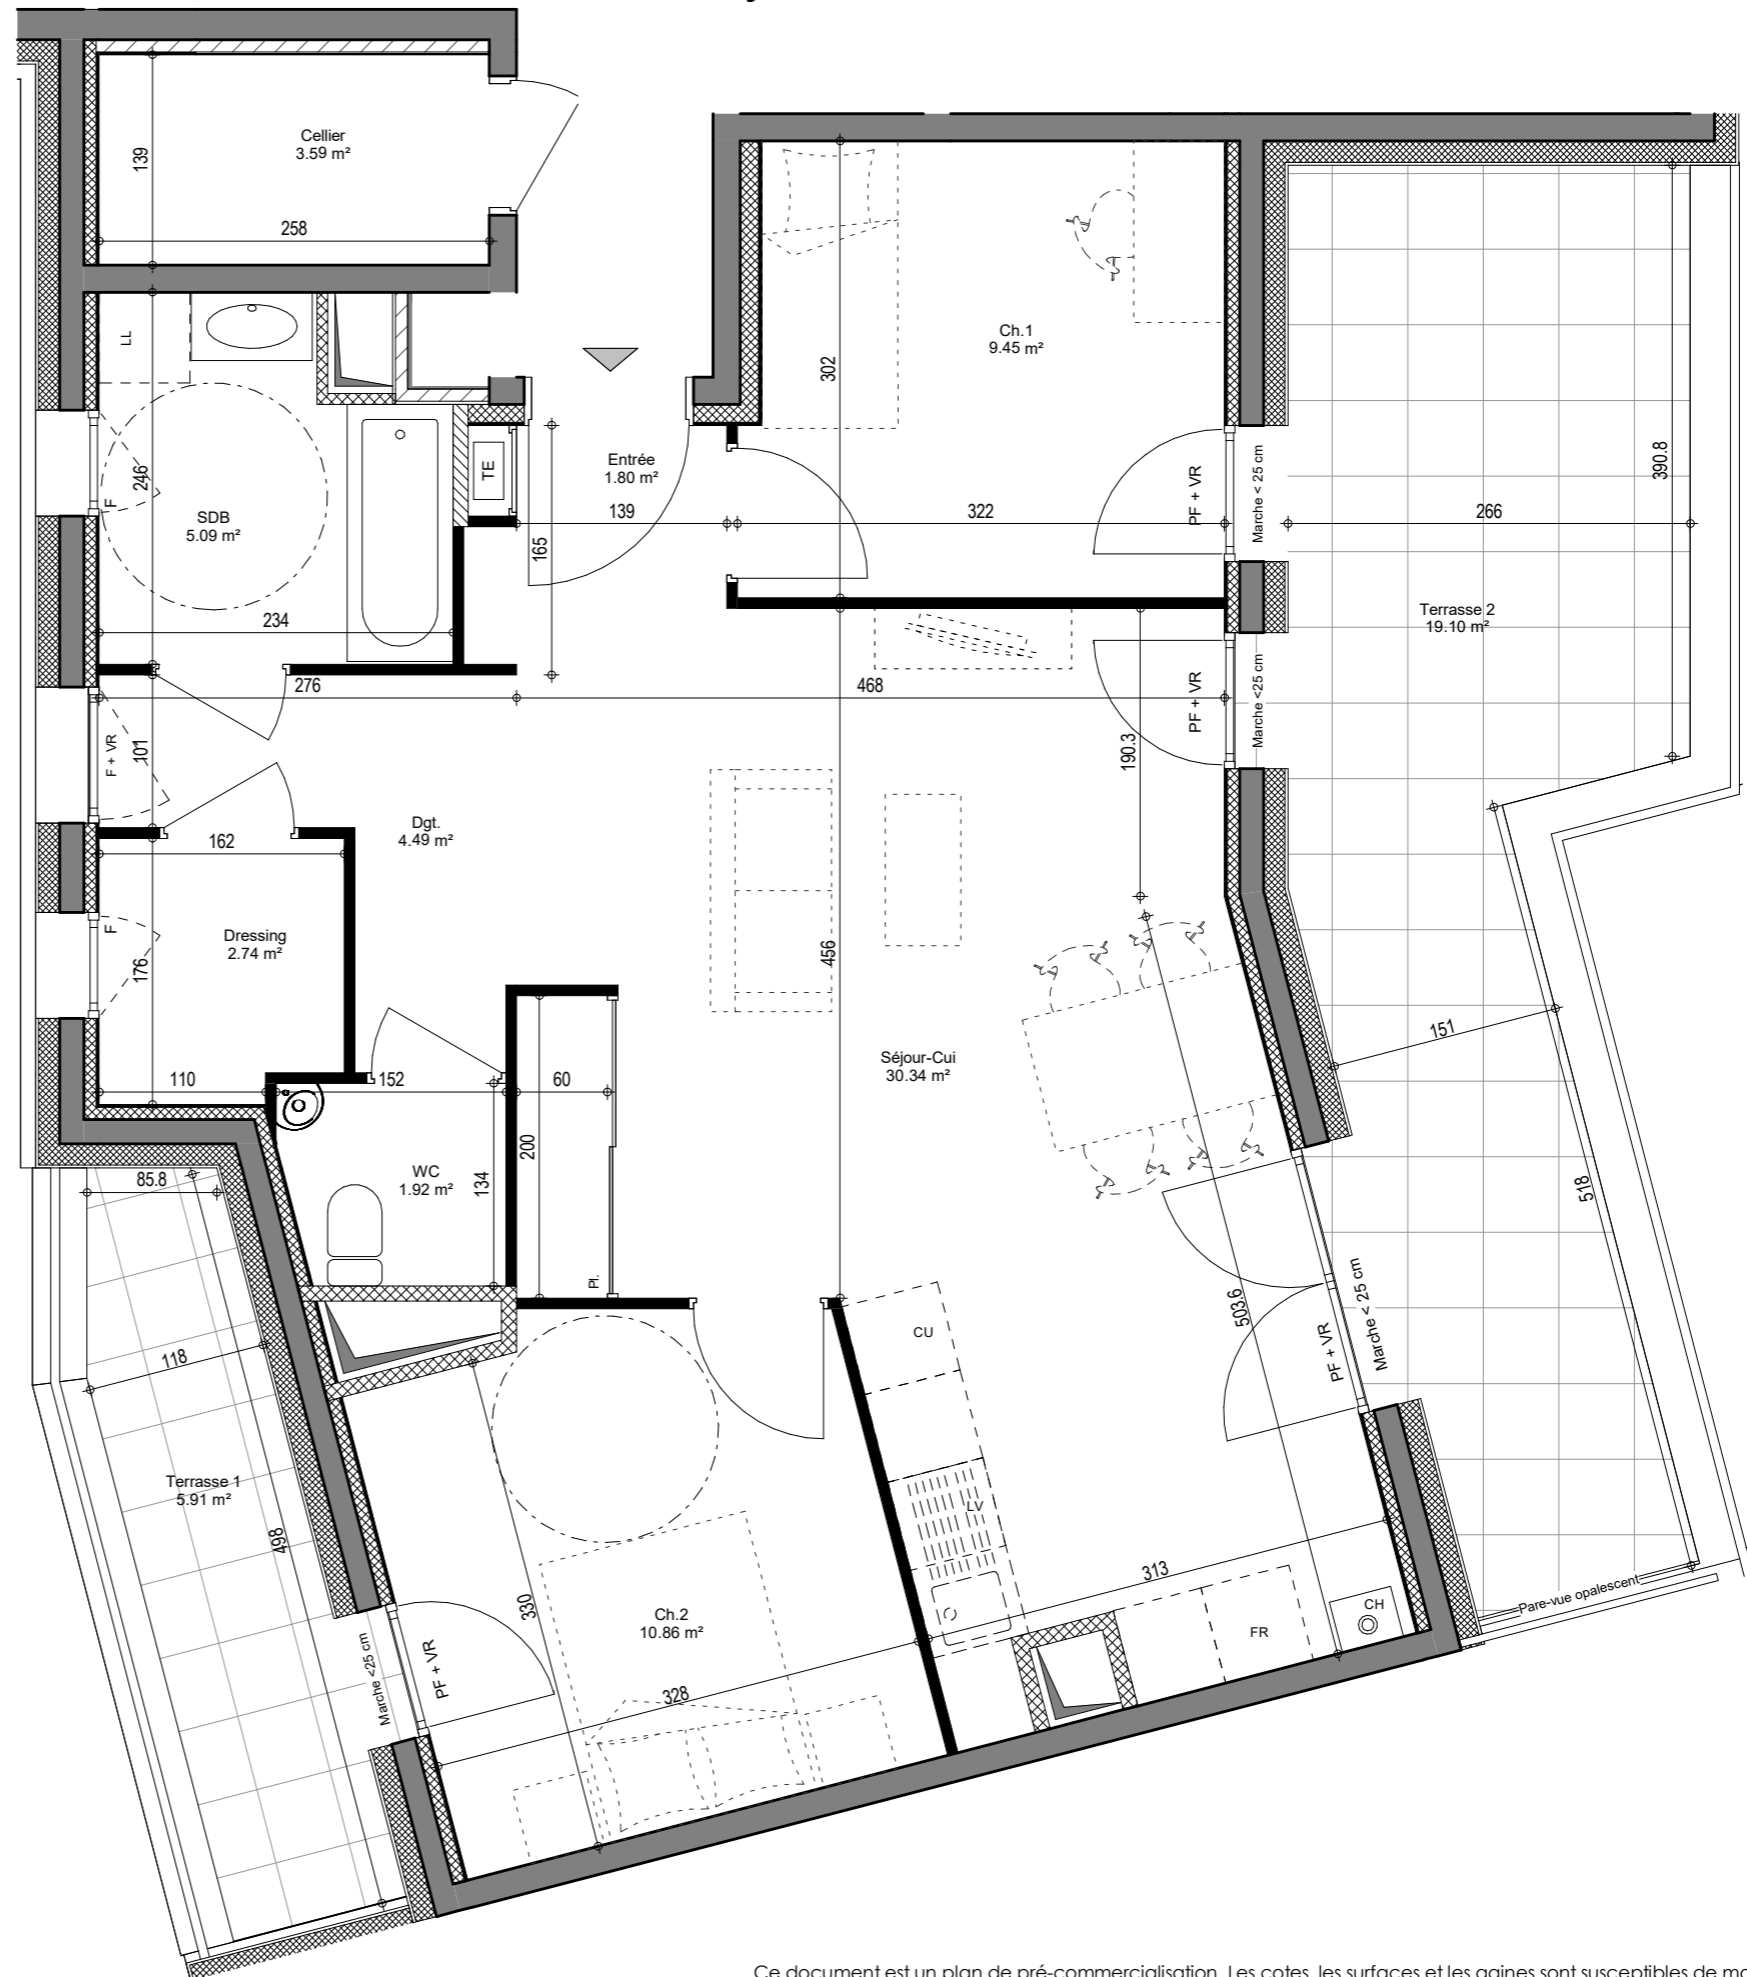 Cellier
3.59 m²
139
258
LL
Ch.1
9.45 m²
302
246
F
SDB
5.09 m²
TE
Entrée
1.80 m²
139
165
322
PF + VR
Marche < 25 cm
266
390.8
Terrasse 2
19.10 m²
234
276
468
PF + VR
Marche <25 cm
190.3
F + VR
101
162
Dgt.
4.49 m²
F
176
Dressing
2.74 m²
456
Séjour-Cui
30.34 m²
151
110
152
60
200
WC
1.92 m²
134
Pl.
85.8
118
518
503.6
PF + VR
Marche < 25 cm
CU
LV
Terrasse 1
5.91 m²
498
330
Ch.2
10.86 m²
313
CH
FR
Pare-vue opalescent
Marche <25 cm
PF + VR
328
Ce document est un plan de pré-commercialisation. Les cotes, les surfaces et les gaines sont susceptibles de mo